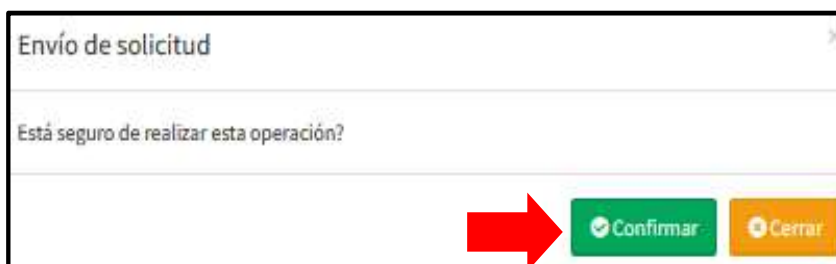 Envío de solicitud
Está seguro de realizar esta operación?
Confirmar Cerrar